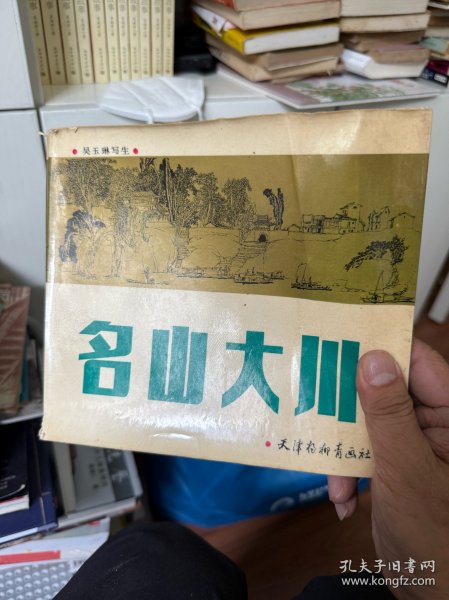 • 吴玉琳写生 •
名山大川
• 天津杨柳青画社
孔夫子旧书网
www.kongfz.com